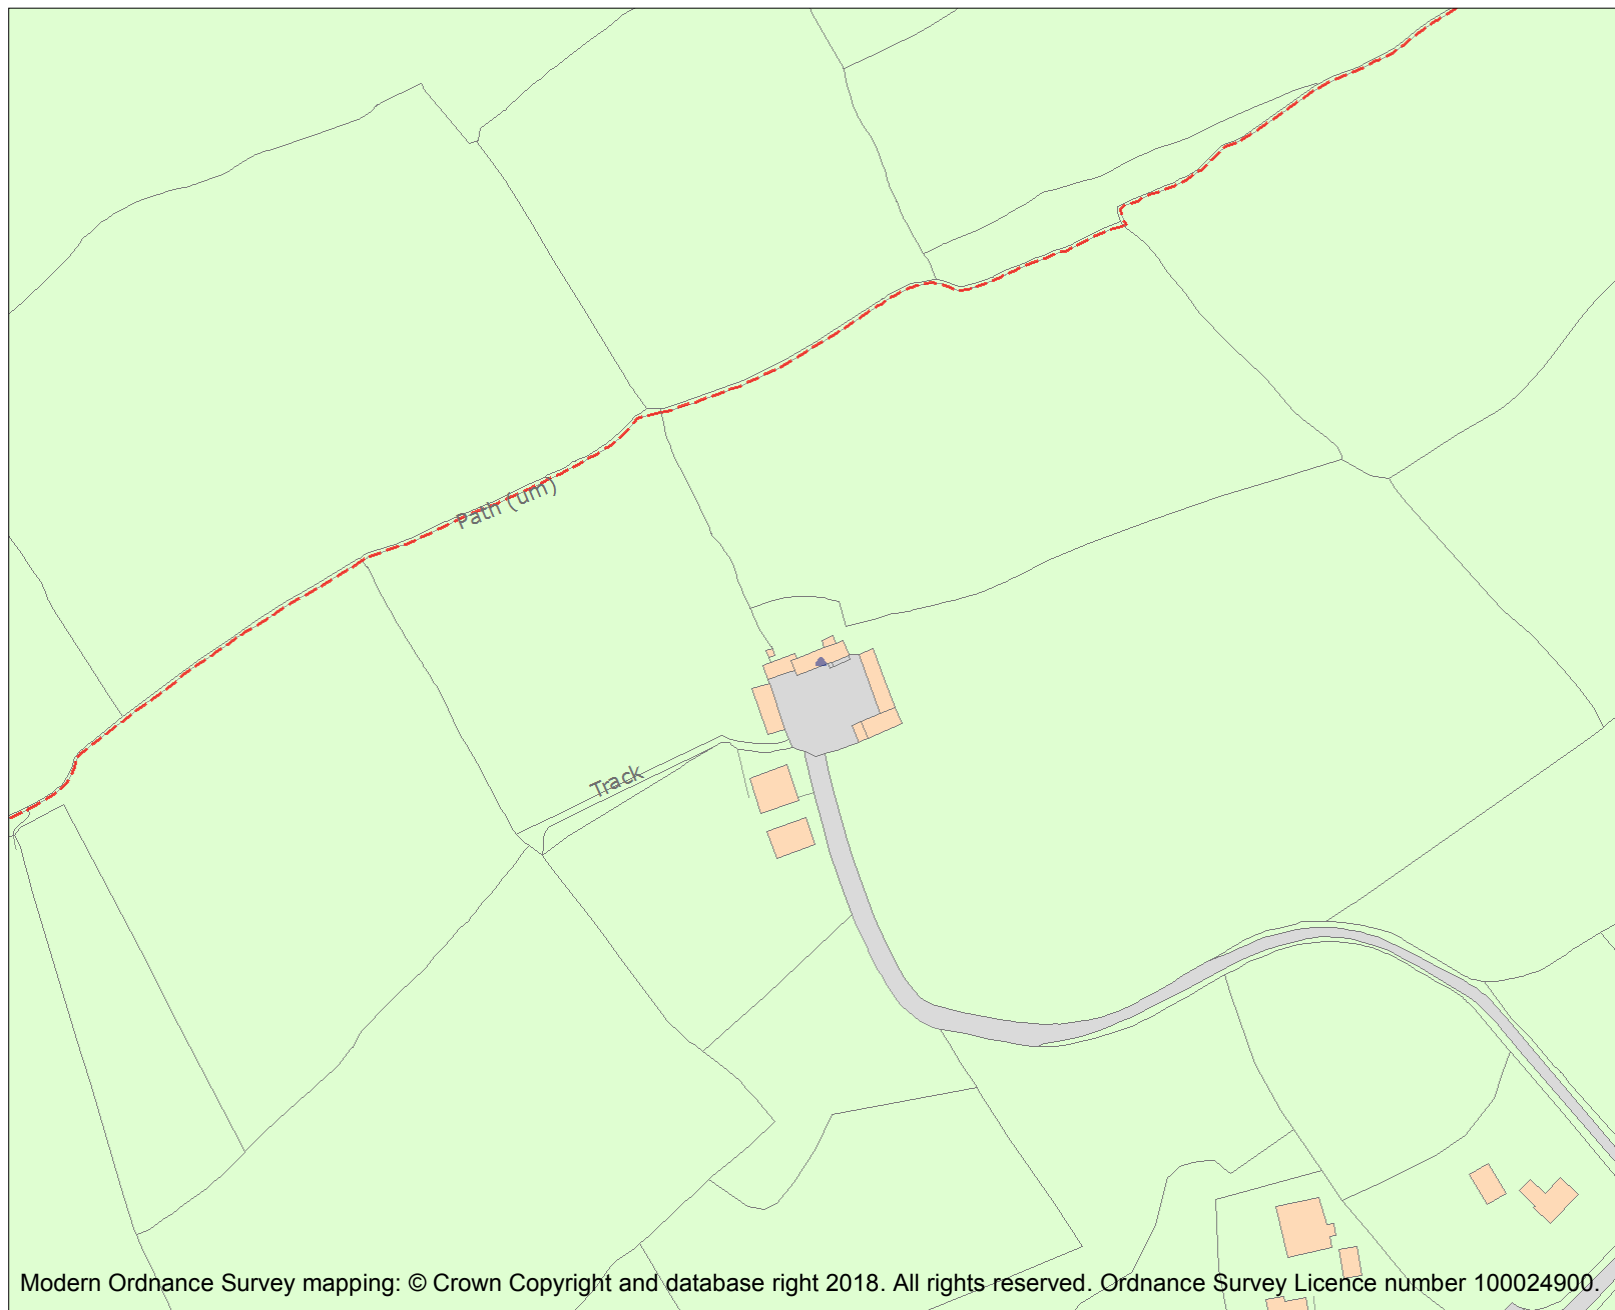 Path (um)
Track
Modern Ordnance Survey mapping: © Crown Copyright and database right 2018. All rights reserved. Ordnance Survey Licence number 100024900.